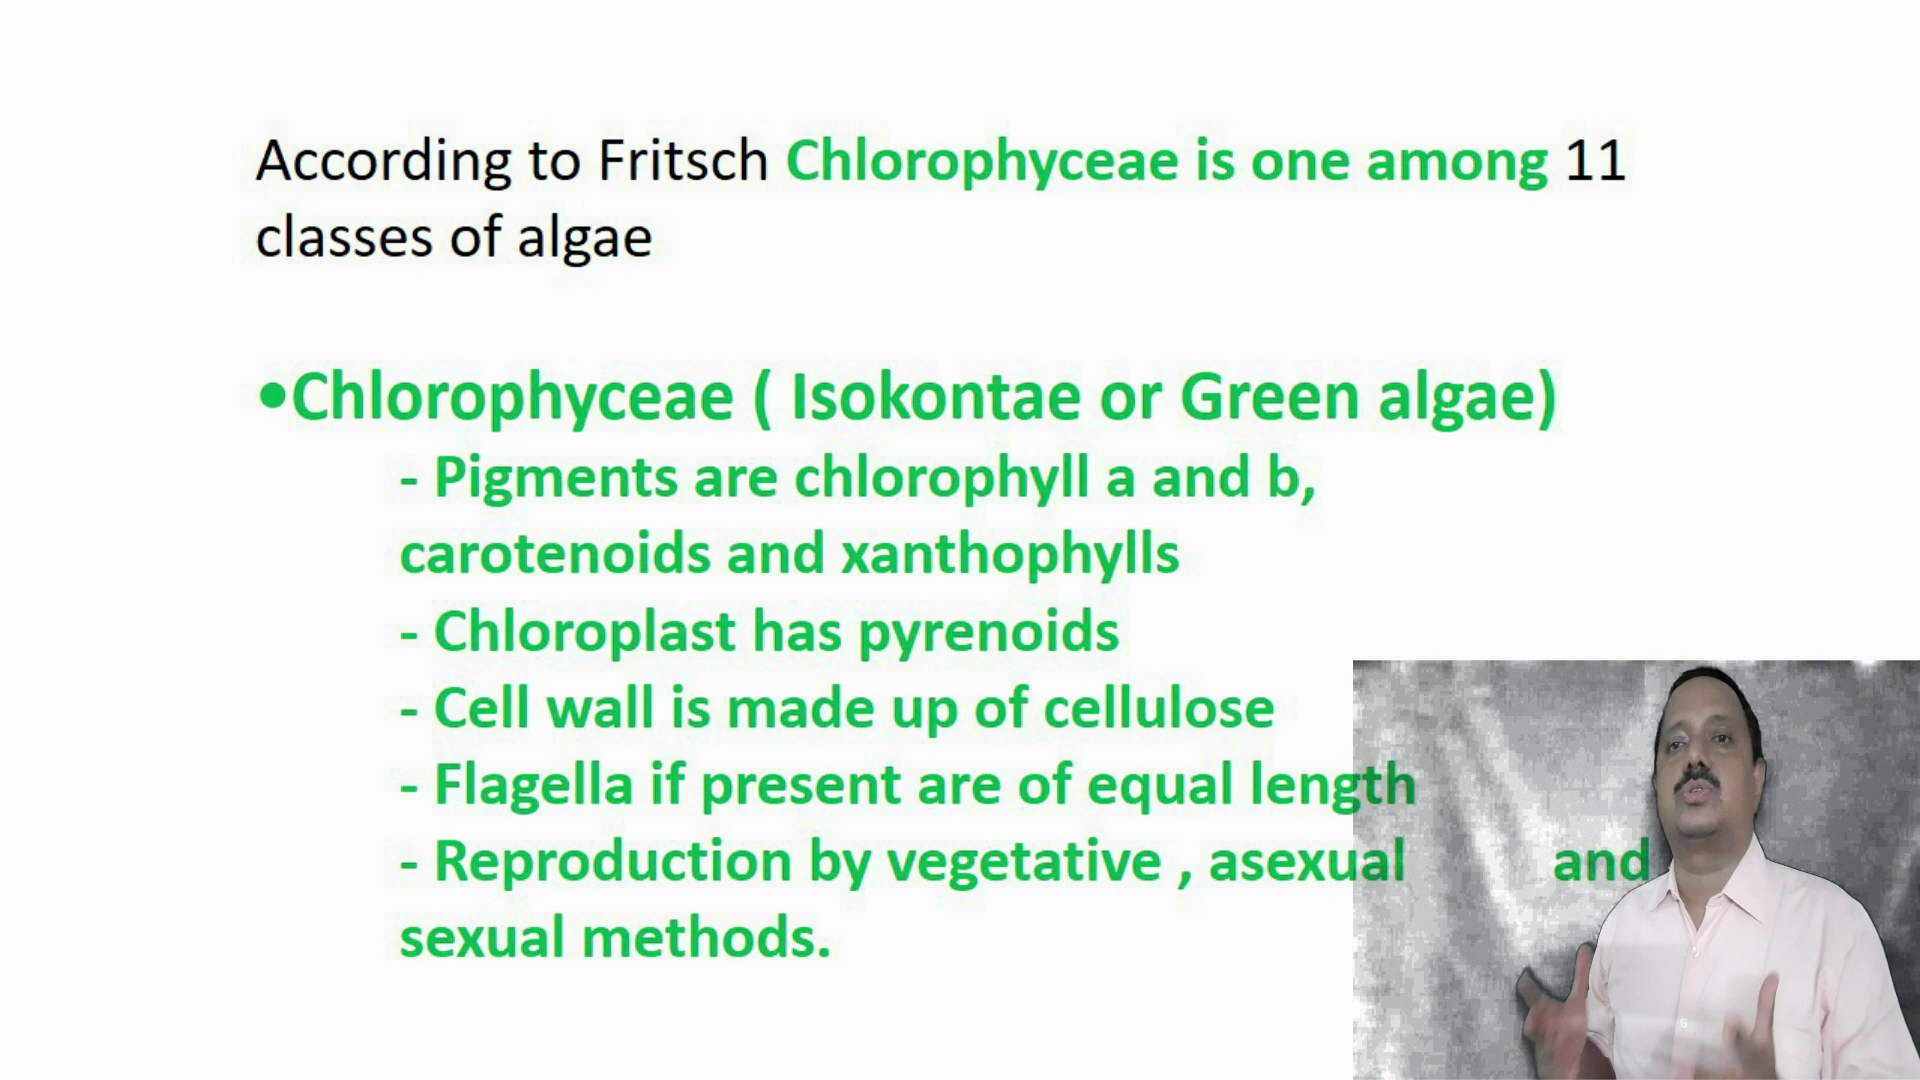 According to Fritsch Chlorophyceae is one among 11
classes of algae
•Chlorophyceae ( Isokontae or Green algae)
- Pigments are chlorophyll a and b,
carotenoids and xanthophylls
- Chloroplast has pyrenoids
- Cell wall is made up of cellulose
- Flagella if present are of equal length
- Reproduction by vegetative , asexual and
sexual methods.